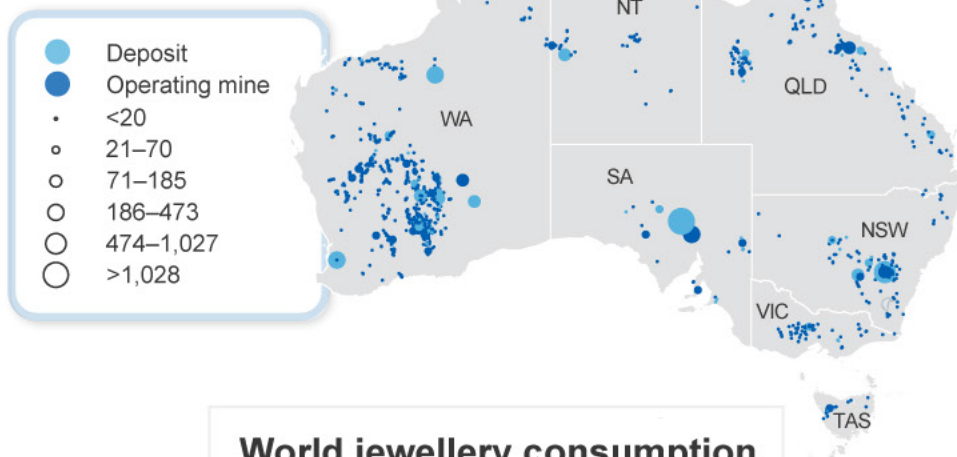 NT
Deposit
Operating mine
QLD
<20
WA
21–70
71–185
SA
186–473
NSW
474–1,027
>1,028
VIC
TAS
World jewellery consumption